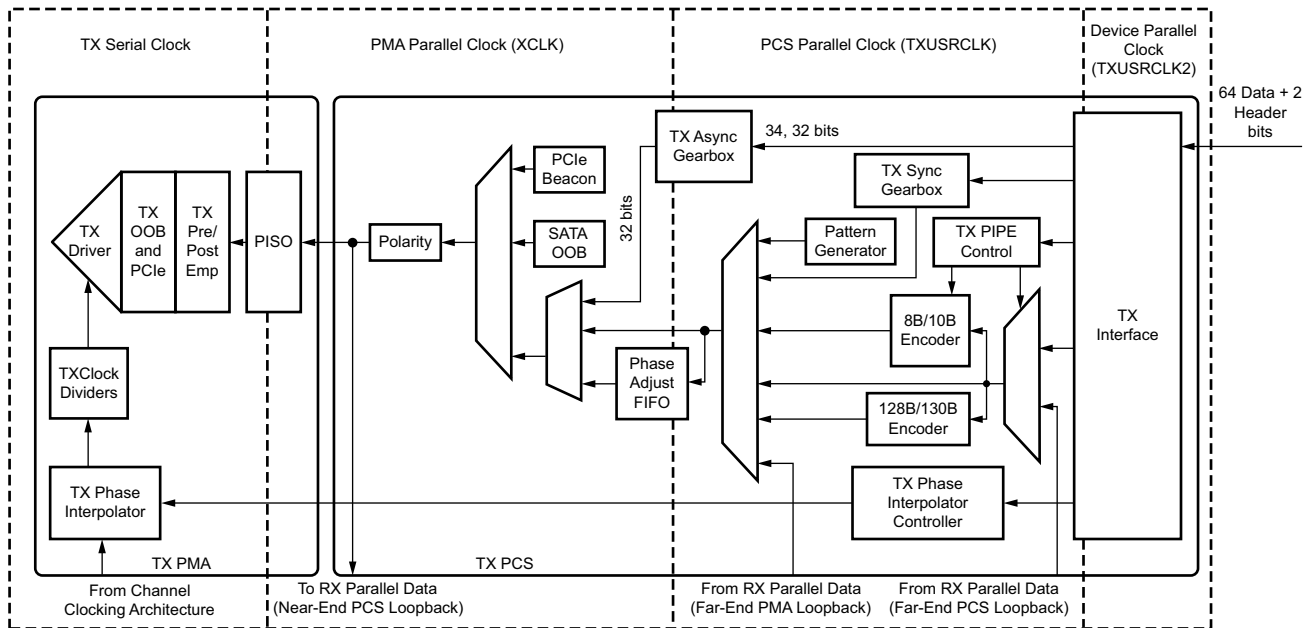 TX Serial Clock
PMA Parallel Clock (XCLK)
PCS Parallel Clock (TXUSRCLK)
Device Parallel
Clock
(TXUSRCLK2)
64 Data + 2
Header
bits
TX Async
Gearbox
34, 32 bits
PCIe
Beacon
TX Sync
Gearbox
TX
Driver
TX
OOB
and
PCIe
TX
Pre/
Post
Emp
PISO
Polarity
SATA
OOB
32 bits
Pattern
Generator
TX PIPE
Control
TX
Interface
8B/10B
Encoder
TXClock
Dividers
Phase
Adjust
FIFO
128B/130B
Encoder
TX Phase
Interpolator
TX Phase
Interpolator
Controller
TX PMA
TX PCS
From Channel
Clocking Architecture
To RX Parallel Data
(Near-End PCS Loopback)
From RX Parallel Data
(Far-End PMA Loopback)
From RX Parallel Data
(Far-End PCS Loopback)